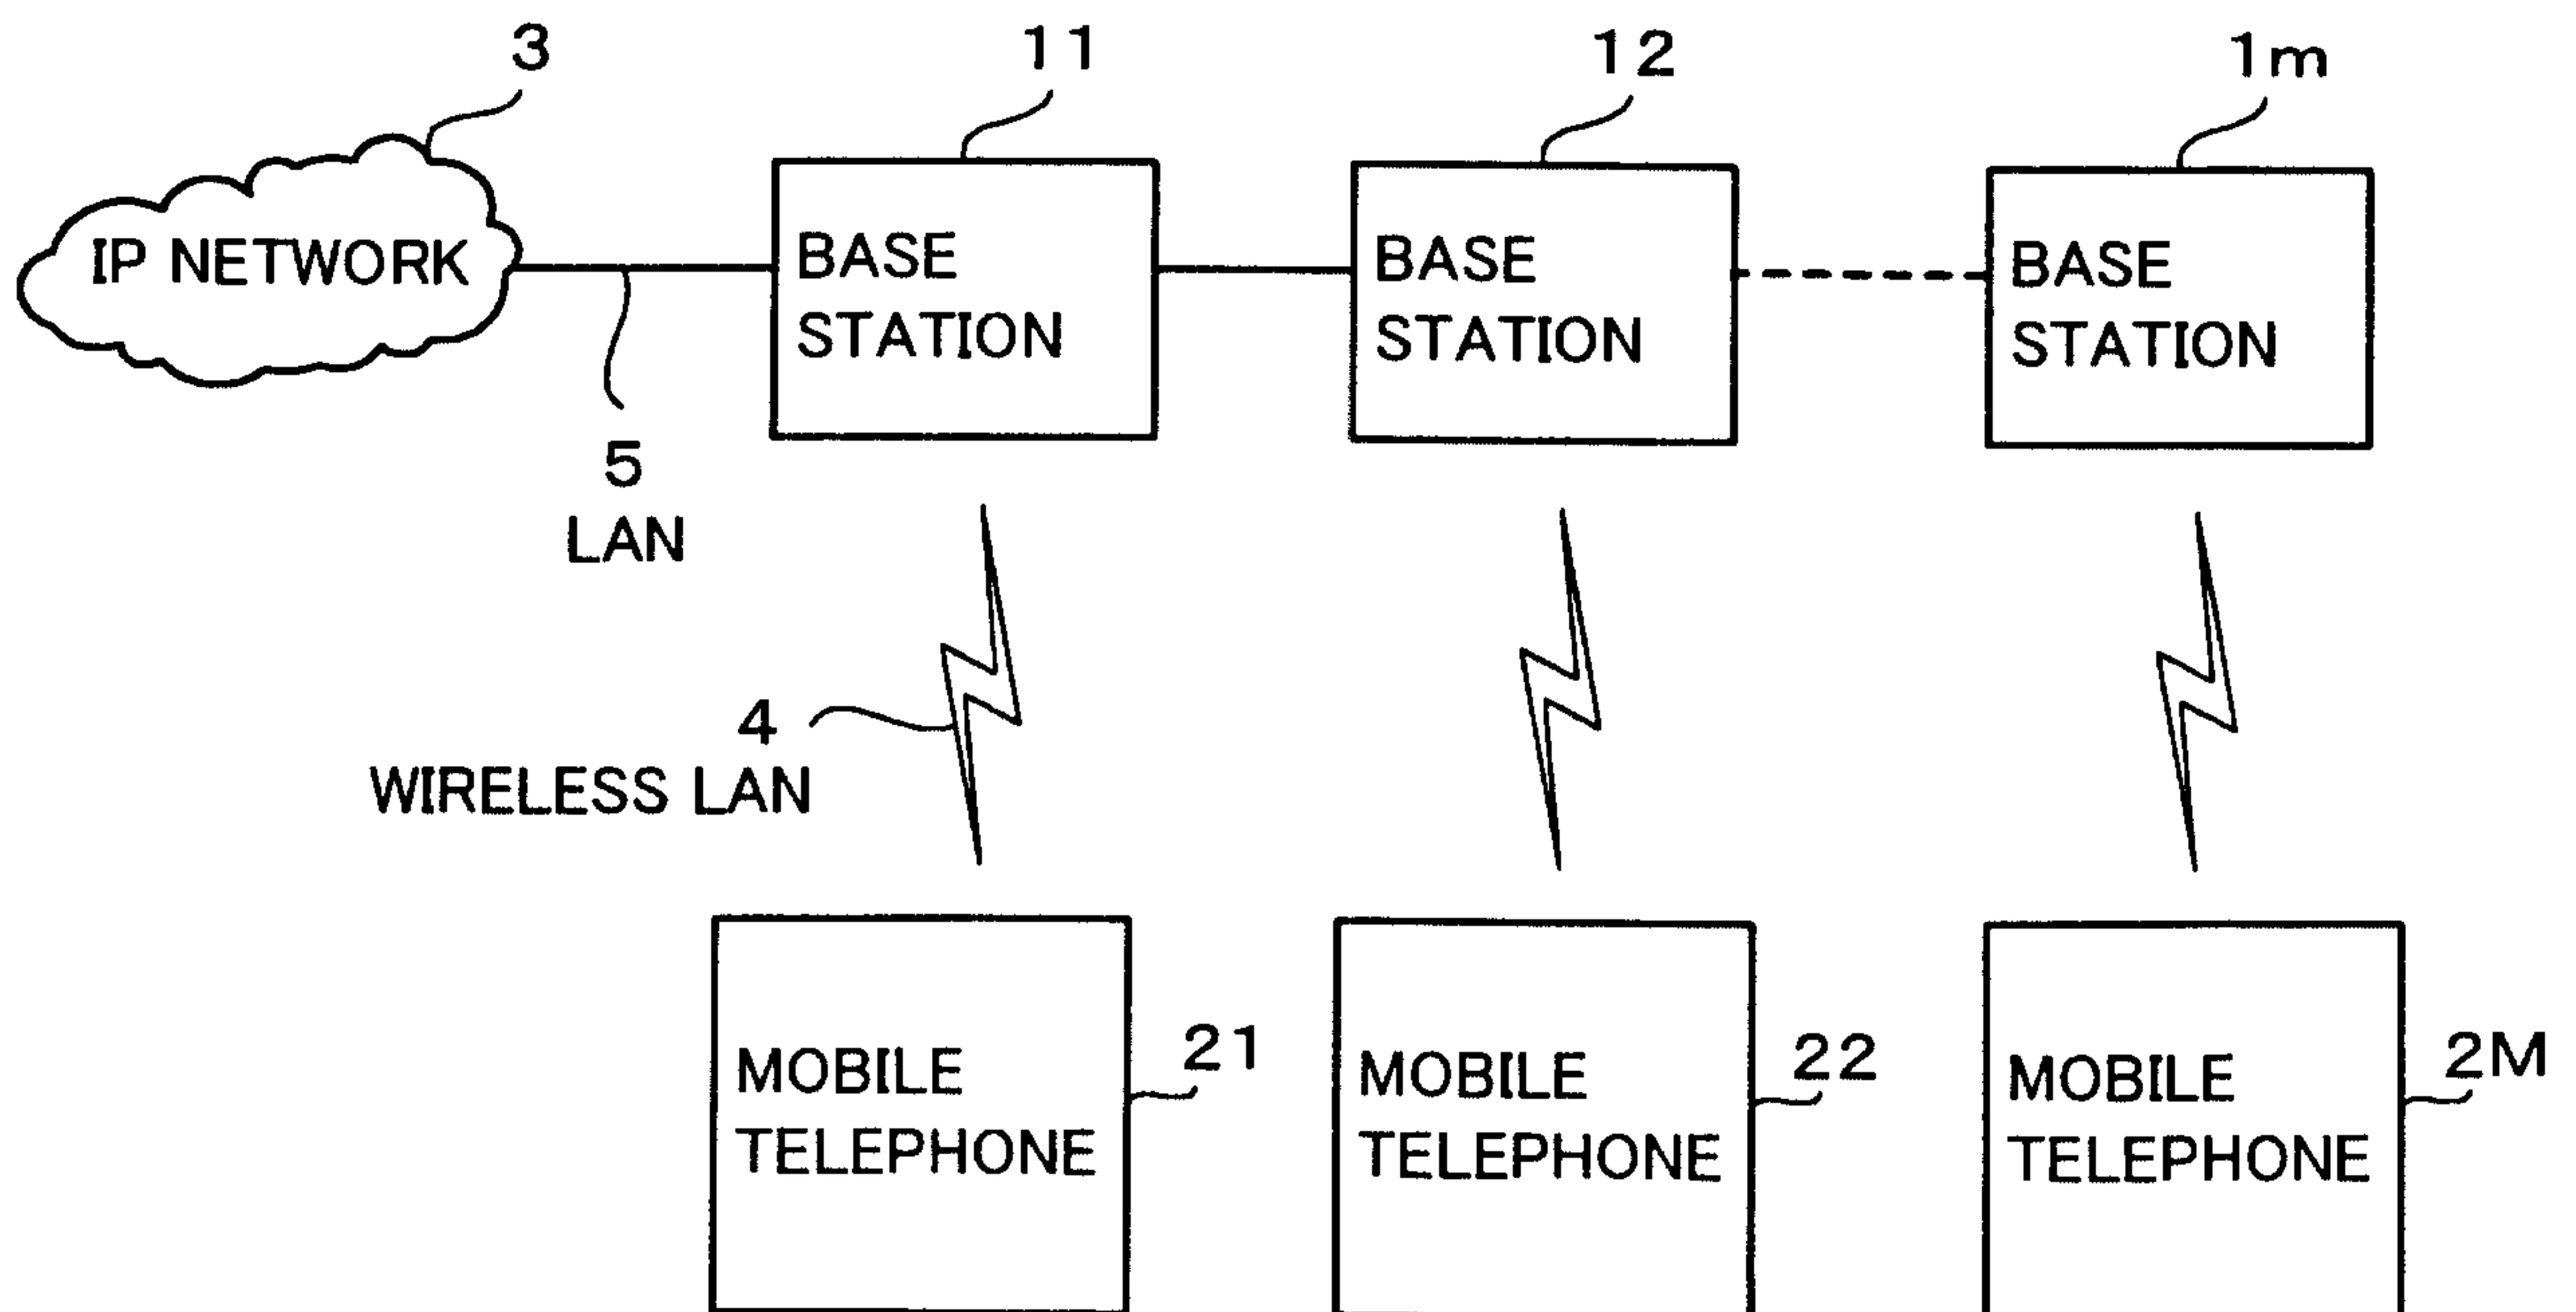 3
11
12
1m
IP NETWORK
BASE
STATION
BASE
STATION
BASE
STATION
5
LAN
4
WIRELESS LAN
MOBILE
TELEPHONE
21
MOBILE
TELEPHONE
22
MOBILE
TELEPHONE
2M